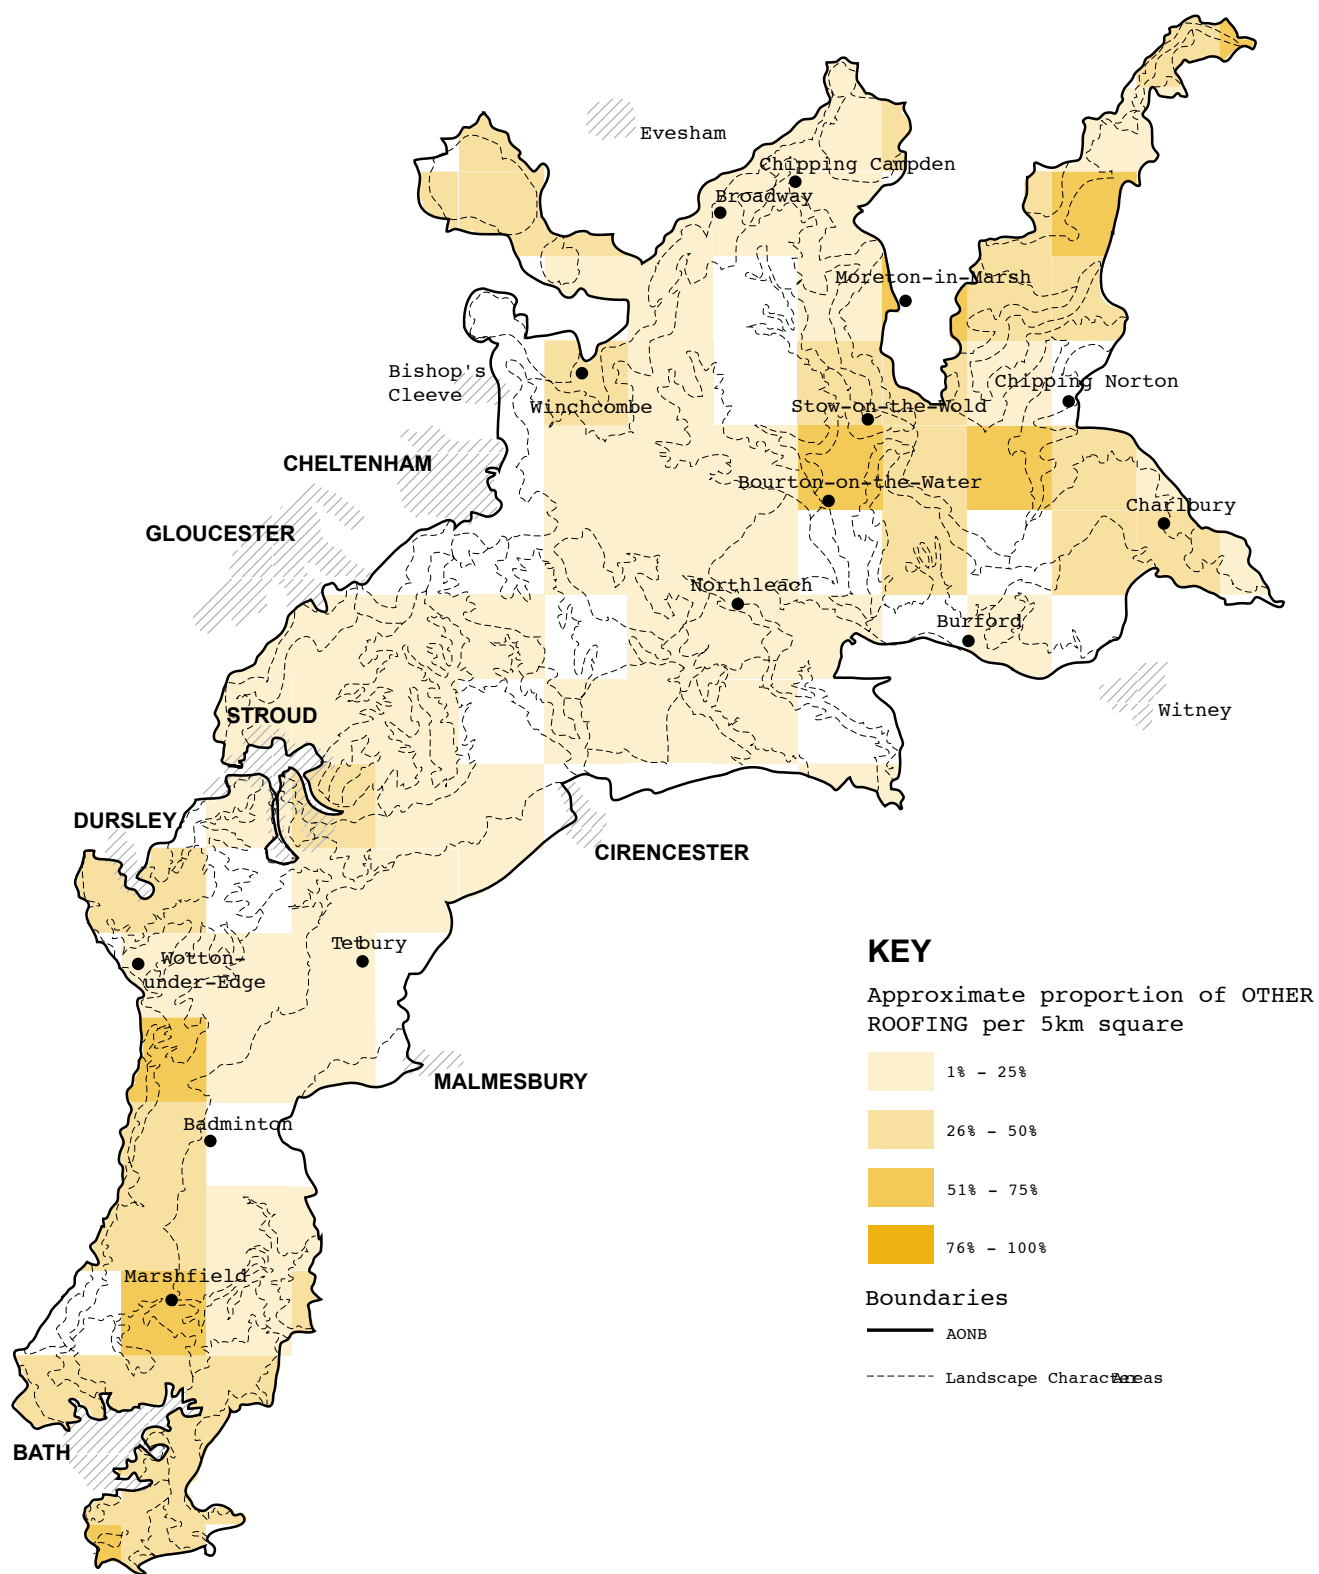 Evesham
Chipping Campden
Broadway
Moreton-in-Marsh
Bishop's
Cleeve
Winchcombe
Chipping Norton
Stow-on-the-Wold
CHELTENHAM
Bourton-on-the-Water
Charlbury
GLOUCESTER
Northleach
Burford
Witney
STROUD
DURSLEY
CIRENCESTER
Tetbury
Wotton-
under-Edge
MALMESBURY
Badminton
Marshfield
BATH
KEY
Approximate proportion of OTHER
ROOFING per 5km square
1% - 25%
26% - 50%
51% - 75%
76% - 100%
Boundaries
AONB
Landscape Character Areas